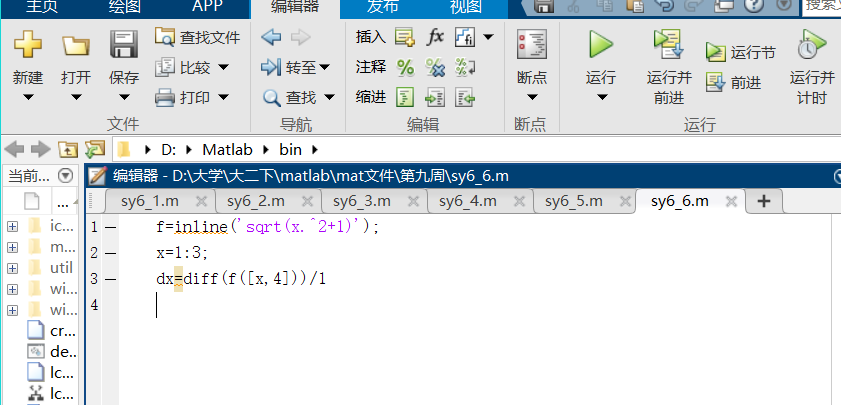 主页 绘图 APP 编辑器 发布 视图 搜索
新建 打开 保存 查找文件 比较 打印 文件
转至 查找 导航
插入 fx fi
注释 % % %
缩进 编辑
断点 断点
运行 运行并前进 运行节 前进 运行并计时 运行
D: Matlab bin
当前... 编辑器 - D:\大学\大二下\matlab\mat文件\第九周\sy6_6.m
... sy6_1.m sy6_2.m sy6_3.m sy6_4.m sy6_5.m sy6_6.m
ic...
m...
util
wi...
wi...
cr...
de...
lc...
lc...
1 – f=inline('sqrt(x.^2+1)');
2 – x=1:3;
3 – dx=diff(f([x,4]))/1
4